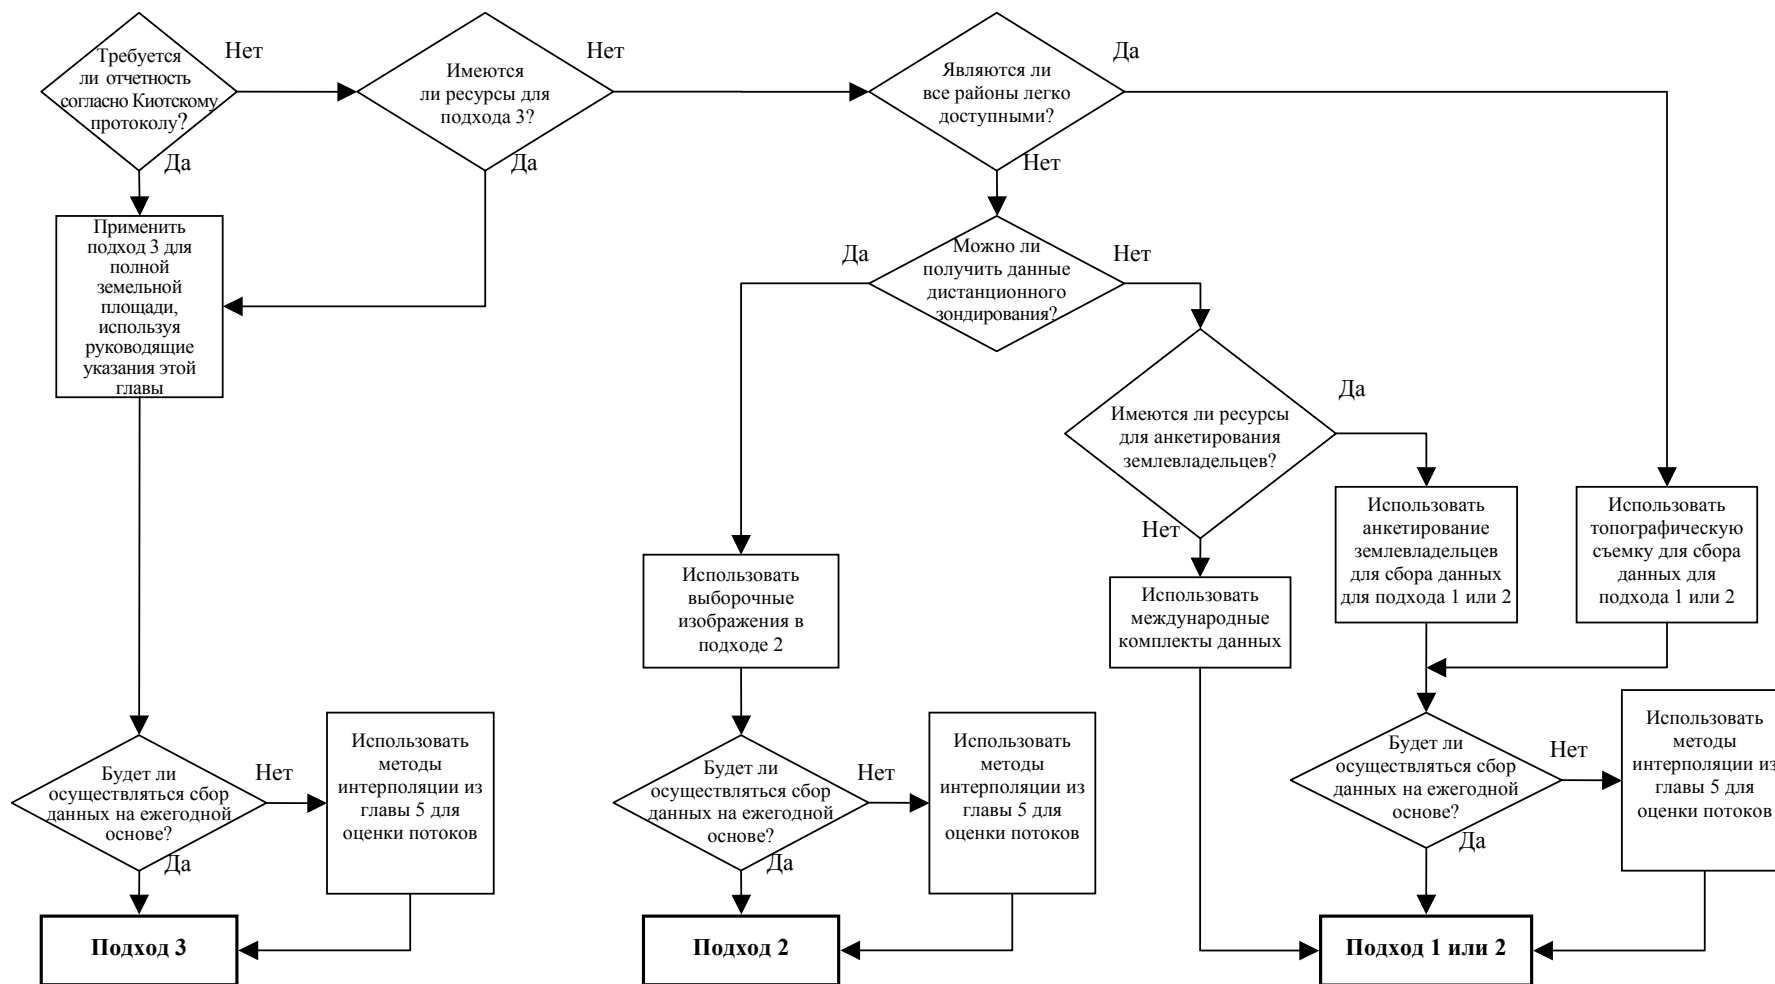 Требуется
ли отчетность
согласно Киотскому
протоколу?
Нет
Да
Имеются
ли ресурсы для
подхода 3?
Нет
Да
Являются ли
все районы легко
доступными?
Да
Нет
Применить
подход 3 для
полной
земельной
площади,
используя
руководящие
указания этой
главы
Можно ли
получить данные
дистанционного
зондирования?
Да
Нет
Имеются ли ресурсы
для анкетирования
землевладельцев?
Да
Нет
Использовать
выборочные
изображения в
подходе 2
Использовать
международные
комплекты данных
Использовать
анкетирование
землевладельцев
для сбора данных
для подхода 1 или 2
Использовать
топографическую
съемку для сбора
данных для
подхода 1 или 2
Будет ли
осуществляться сбор
данных на ежегодной
основе?
Нет
Да
Использовать
методы
интерполяции из
главы 5 для
оценки потоков
Будет ли
осуществляться сбор
данных на ежегодной
основе?
Нет
Да
Использовать
методы
интерполяции из
главы 5 для
оценки потоков
Будет ли
осуществляться сбор
данных на ежегодной
основе?
Нет
Да
Использовать
методы
интерполяции из
главы 5 для
оценки потоков
Подход 3
Подход 2
Подход 1 или 2